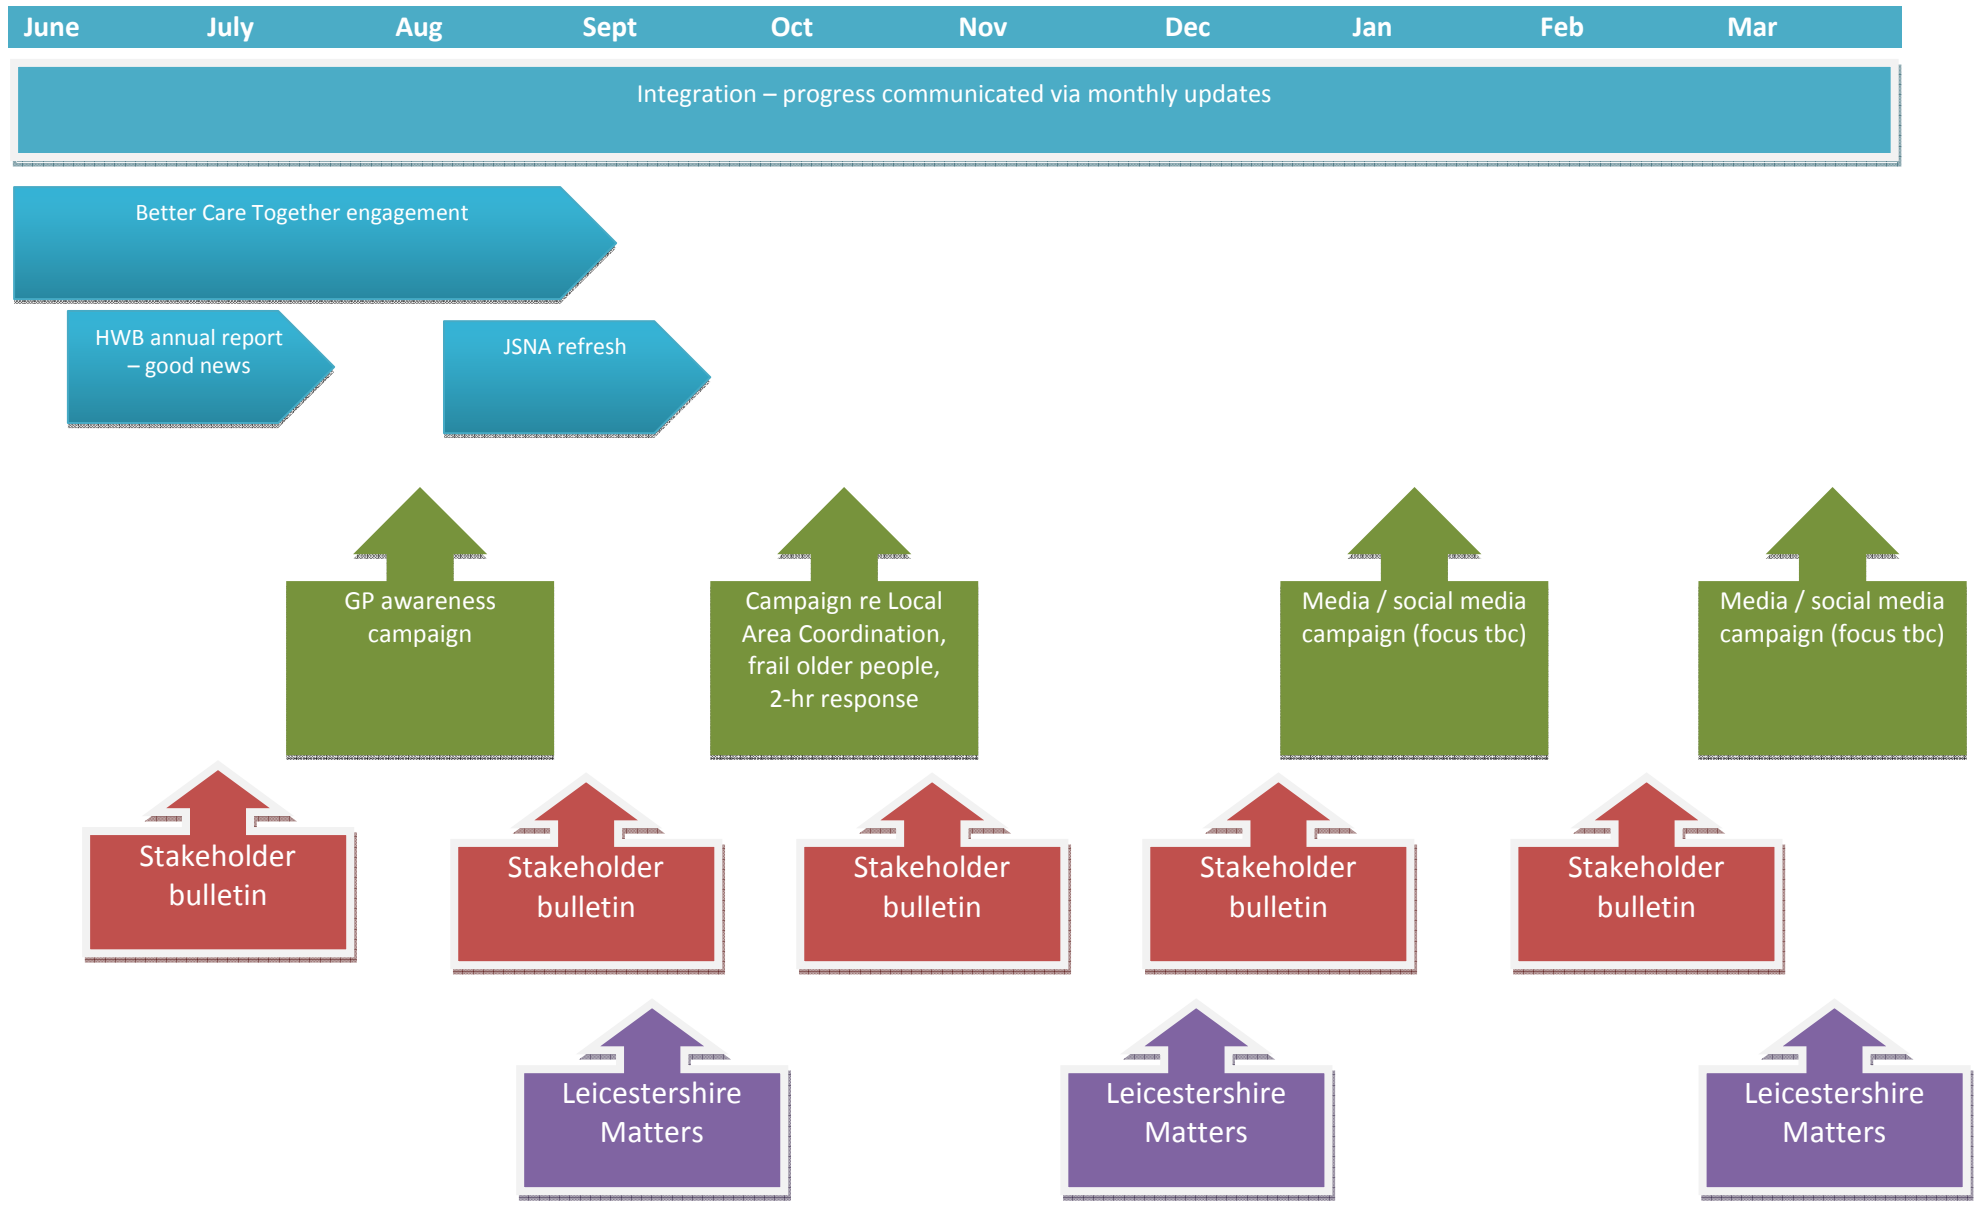 June July Aug Sept Oct Nov Dec Jan Feb Mar
Integration – progress communicated via monthly updates
Better Care Together engagement
HWB annual report
– good news
JSNA refresh
GP awareness
campaign
Campaign re Local
Area Coordination,
frail older people,
2-hr response
Media / social media
campaign (focus tbc)
Media / social media
campaign (focus tbc)
Stakeholder
bulletin
Stakeholder
bulletin
Stakeholder
bulletin
Stakeholder
bulletin
Stakeholder
bulletin
Leicestershire
Matters
Leicestershire
Matters
Leicestershire
Matters